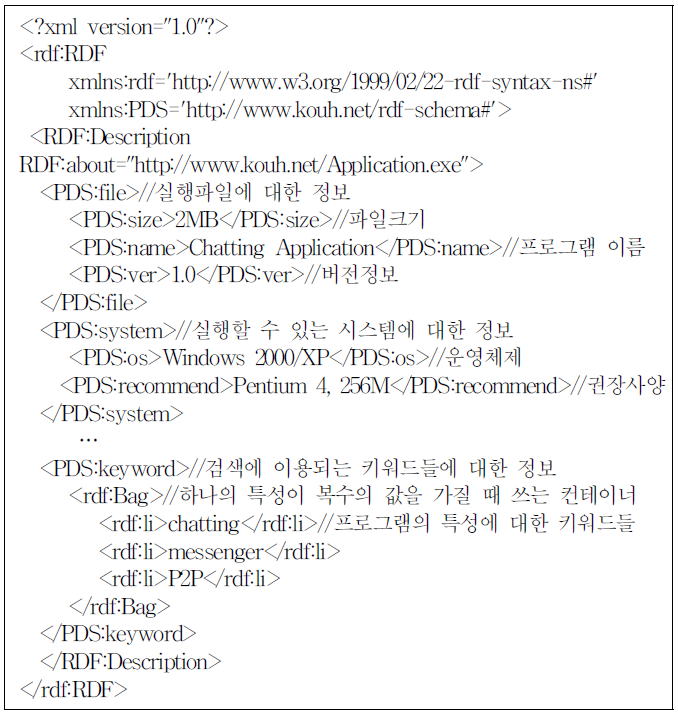 <?xml version="1.0"?>
<rdf:RDF
xmlns:rdf='http://www.w3.org/1999/02/22-rdf-syntax-ns#'
xmlns:PDS='http://www.kouh.net/rdf-schema#'>
<RDF:Description
RDF:about="http://www.kouh.net/Application.exe">
<PDS:file>//실행파일에 대한 정보
<PDS:size>2MB</PDS:size>//파일크기
<PDS:name>Chatting Application</PDS:name>//프로그램 이름
<PDS:ver>1.0</PDS:ver>//버전정보
</PDS:file>
<PDS:system>//실행할 수 있는 시스템에 대한 정보
<PDS:os>Windows 2000/XP</PDS:os>//운영체제
<PDS:recommend>Pentium 4, 256M</PDS:recommend>//권장사양
</PDS:system>
…
<PDS:keyword>//검색에 이용되는 키워드들에 대한 정보
<rdf:Bag>//하나의 특성이 복수의 값을 가질 때 쓰는 컨테이너
<rdf:li>chatting</rdf:li>//프로그램의 특성에 대한 키워드들
<rdf:li>messenger</rdf:li>
<rdf:li>P2P</rdf:li>
</rdf:Bag>
</PDS:keyword>
</RDF:Description>
</rdf:RDF>